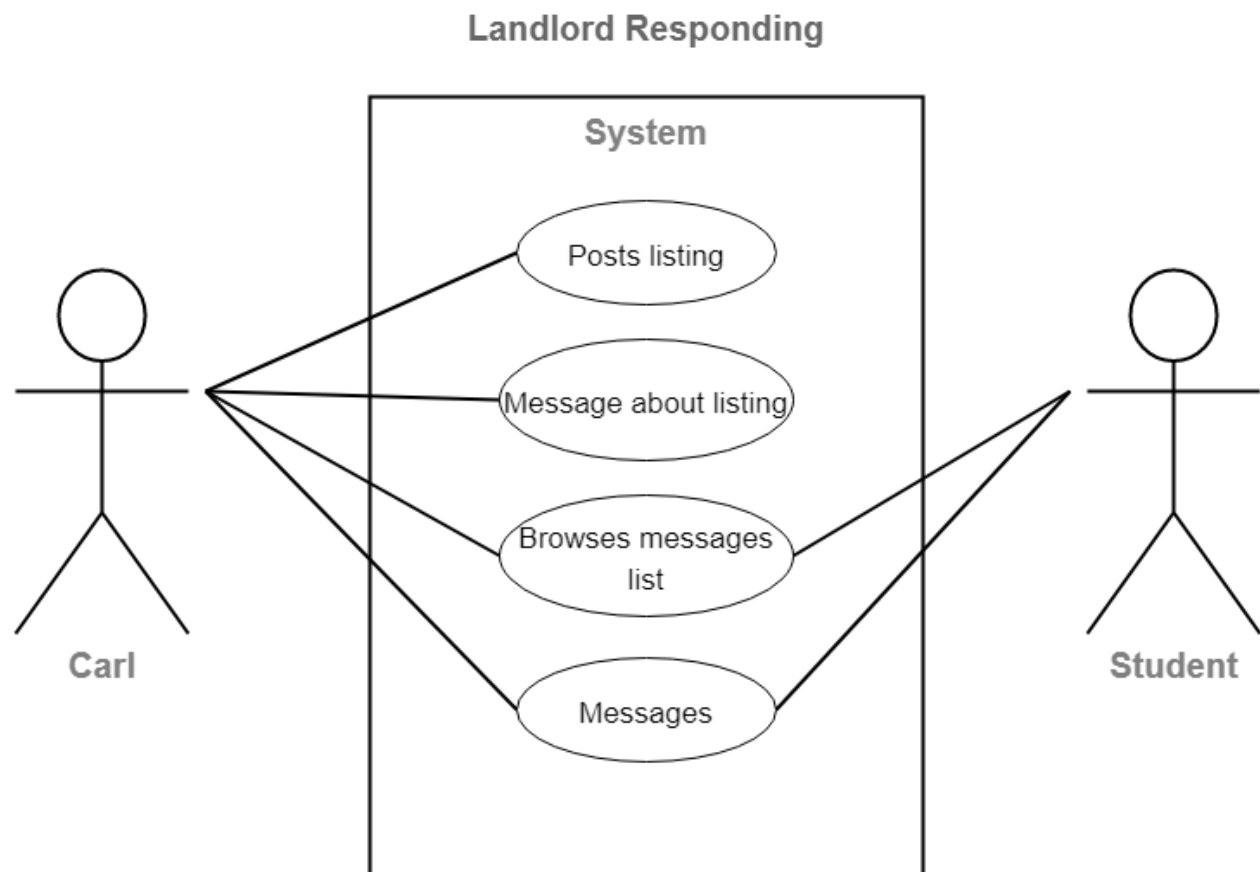 Landlord Responding
System
Posts listing
Message about listing
Browses messages
list
Messages
Carl
Student